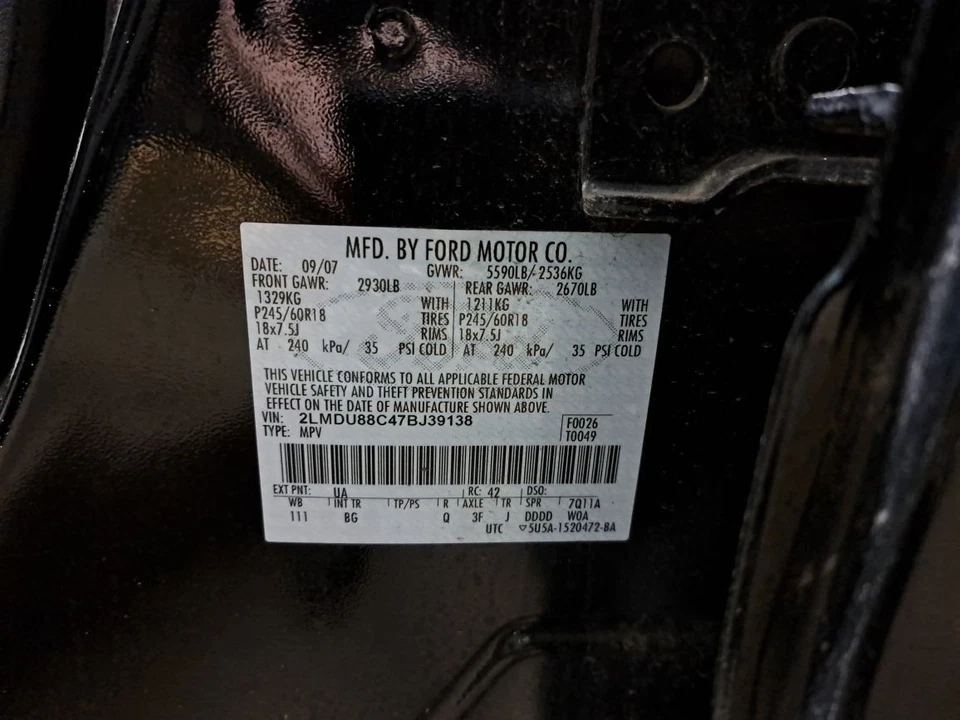 MFD. BY FORD MOTOR CO.
DATE: 09/07 GVWR: 5590LB/ 2536KG
FRONT GAWR: 2930LB REAR GAWR: 2670LB
1329KG WITH 1211KG WITH
P245/60R18 TIRES P245/60R18 TIRES
18x7.5J RIMS 18x7.5J RIMS
AT 240 kPa/ 35 PSI COLD AT 240 kPa/ 35 PSI COLD
THIS VEHICLE CONFORMS TO ALL APPLICABLE FEDERAL MOTOR
VEHICLE SAFETY AND THEFT PREVENTION STANDARDS IN
EFFECT ON THE DATE OF MANUFACTURE SHOWN ABOVE.
VIN: 2LMDU88C47BJ39138 F0026
TYPE: MPV T0049
EXT PNT: UA RC: 42 DSO:
WB INT TR TP/PS R AXLE TR SPR 7Q11A
111 BG Q 3F J DDDD WOA
UTC ▽5U5A-1520472-BA